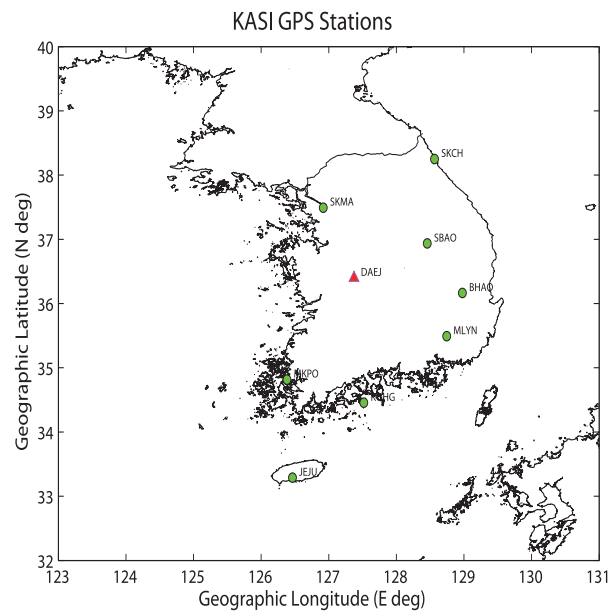 KASI GPS Stations
40
39
38
37
36
35
34
33
32
Geographic Latitude (N deg)
SKCH
SKMA
SBAO
DAEJ
BHAO
MLYN
MKPO
KOHG
JEJU
123 124 125 126 127 128 129 130 131
Geographic Longitude (E deg)